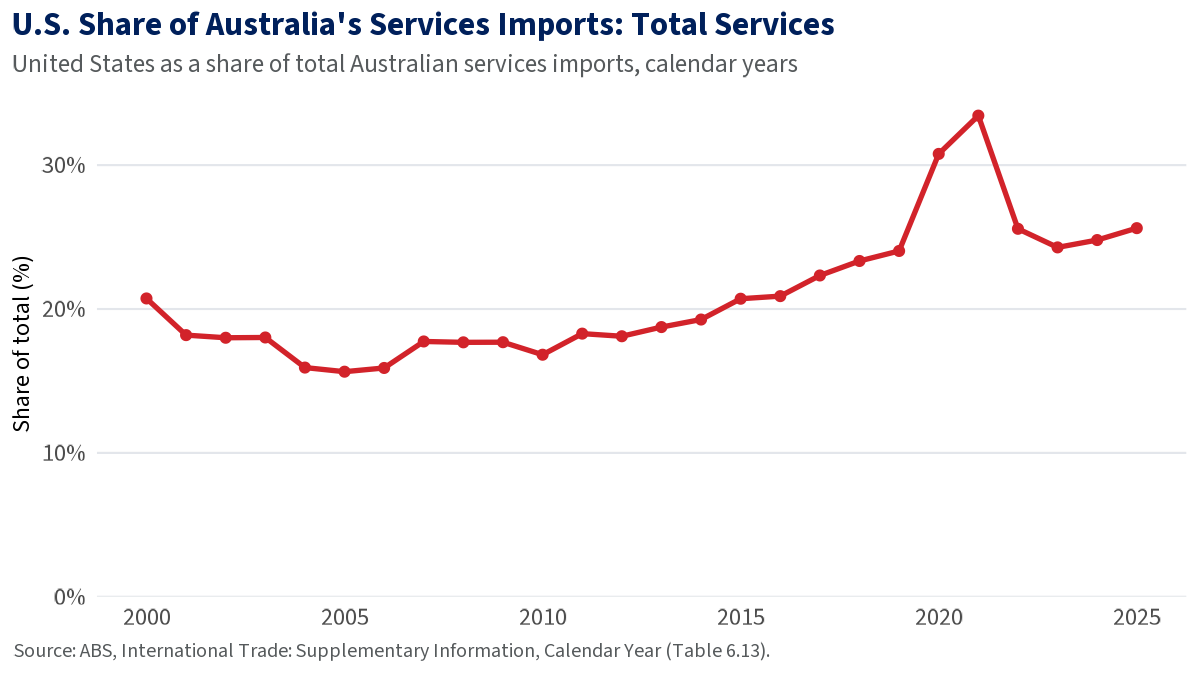 U.S. Share of Australia's Services Imports: Total Services
United States as a share of total Australian services imports, calendar years
Share of total (%)
30%
20%
10%
0%
2000 2005 2010 2015 2020 2025
Source: ABS, International Trade: Supplementary Information, Calendar Year (Table 6.13).